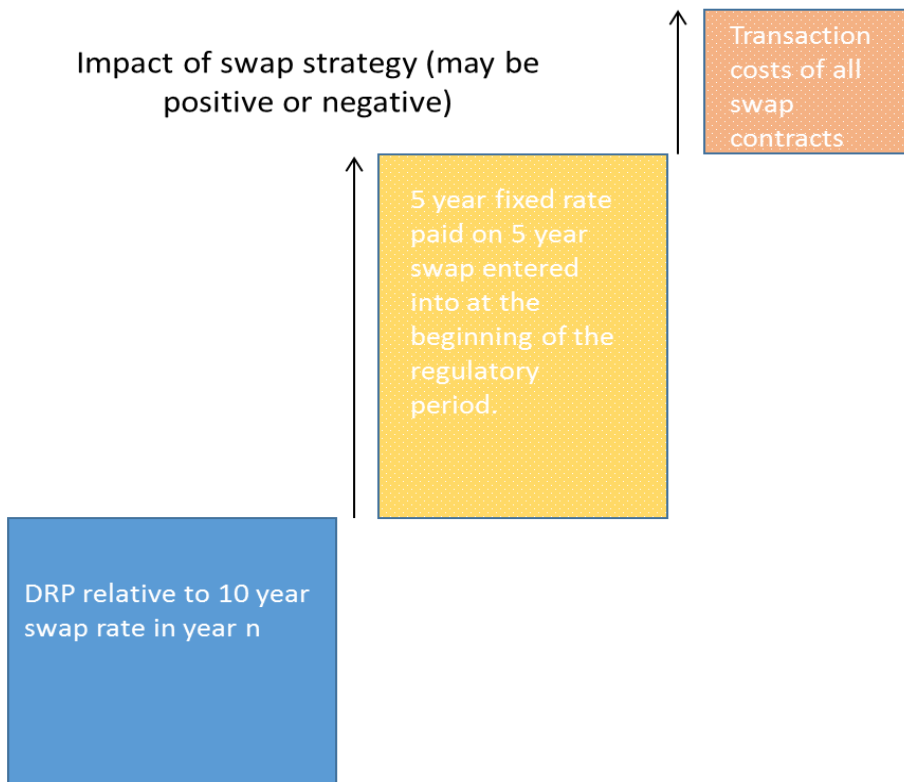 Impact of swap strategy (may be
positive or negative)
Transaction
costs of all
swap
contracts
5 year fixed rate
paid on 5 year
swap entered
into at the
beginning of the
regulatory
period.
DRP relative to 10 year
swap rate in year n